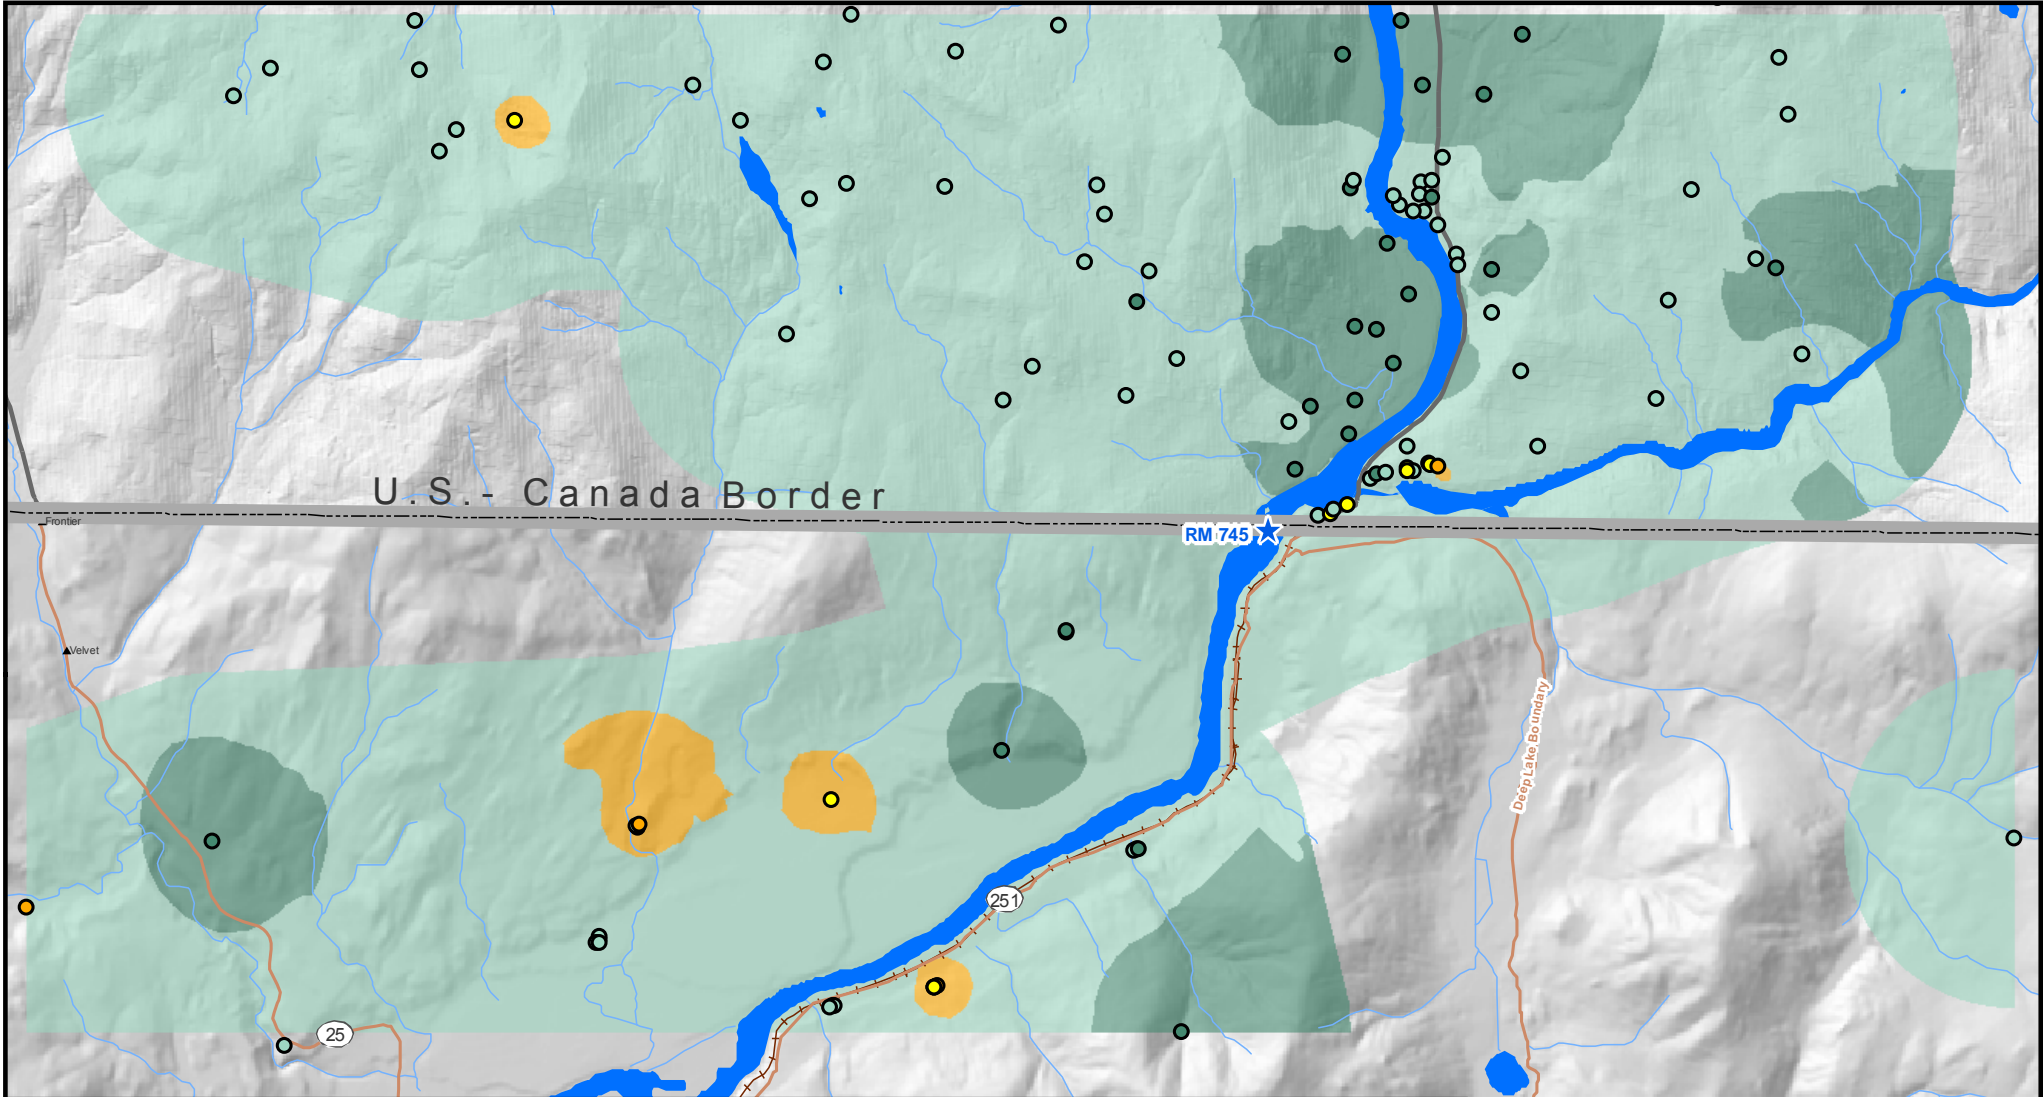 U.S.- Canada Border
Frontier
RM 745
Velvet
Deep Lake Boundary
251
25